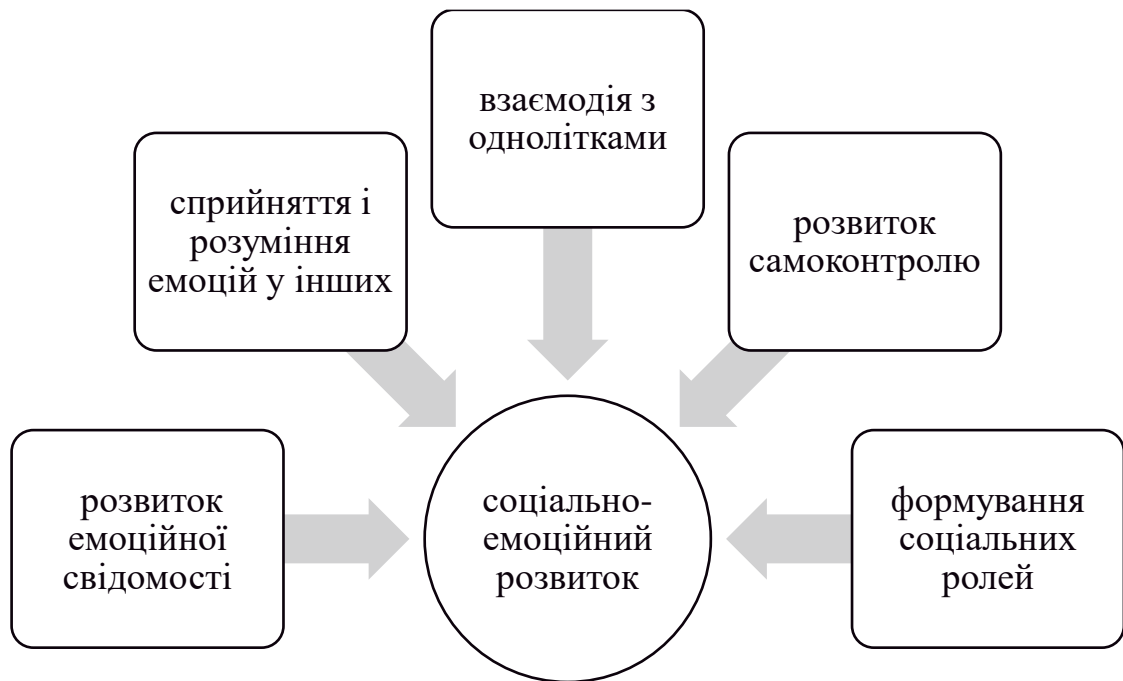 взаємодія з
однолітками
сприйняття і
розуміння
емоцій у інших
розвиток
самоконтролю
розвиток
емоційної
свідомості
соціально-
емоційний
розвиток
формування
соціальних
ролей